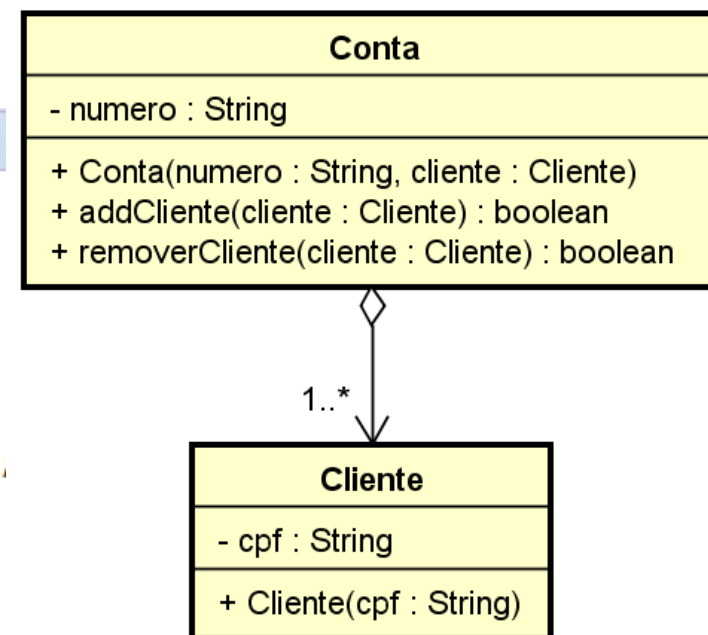 Conta
- numero : String
+ Conta(numero : String, cliente : Cliente)
+ addCliente(cliente : Cliente) : boolean
+ removerCliente(cliente : Cliente) : boolean
1..*
Cliente
- cpf : String
+ Cliente(cpf : String)